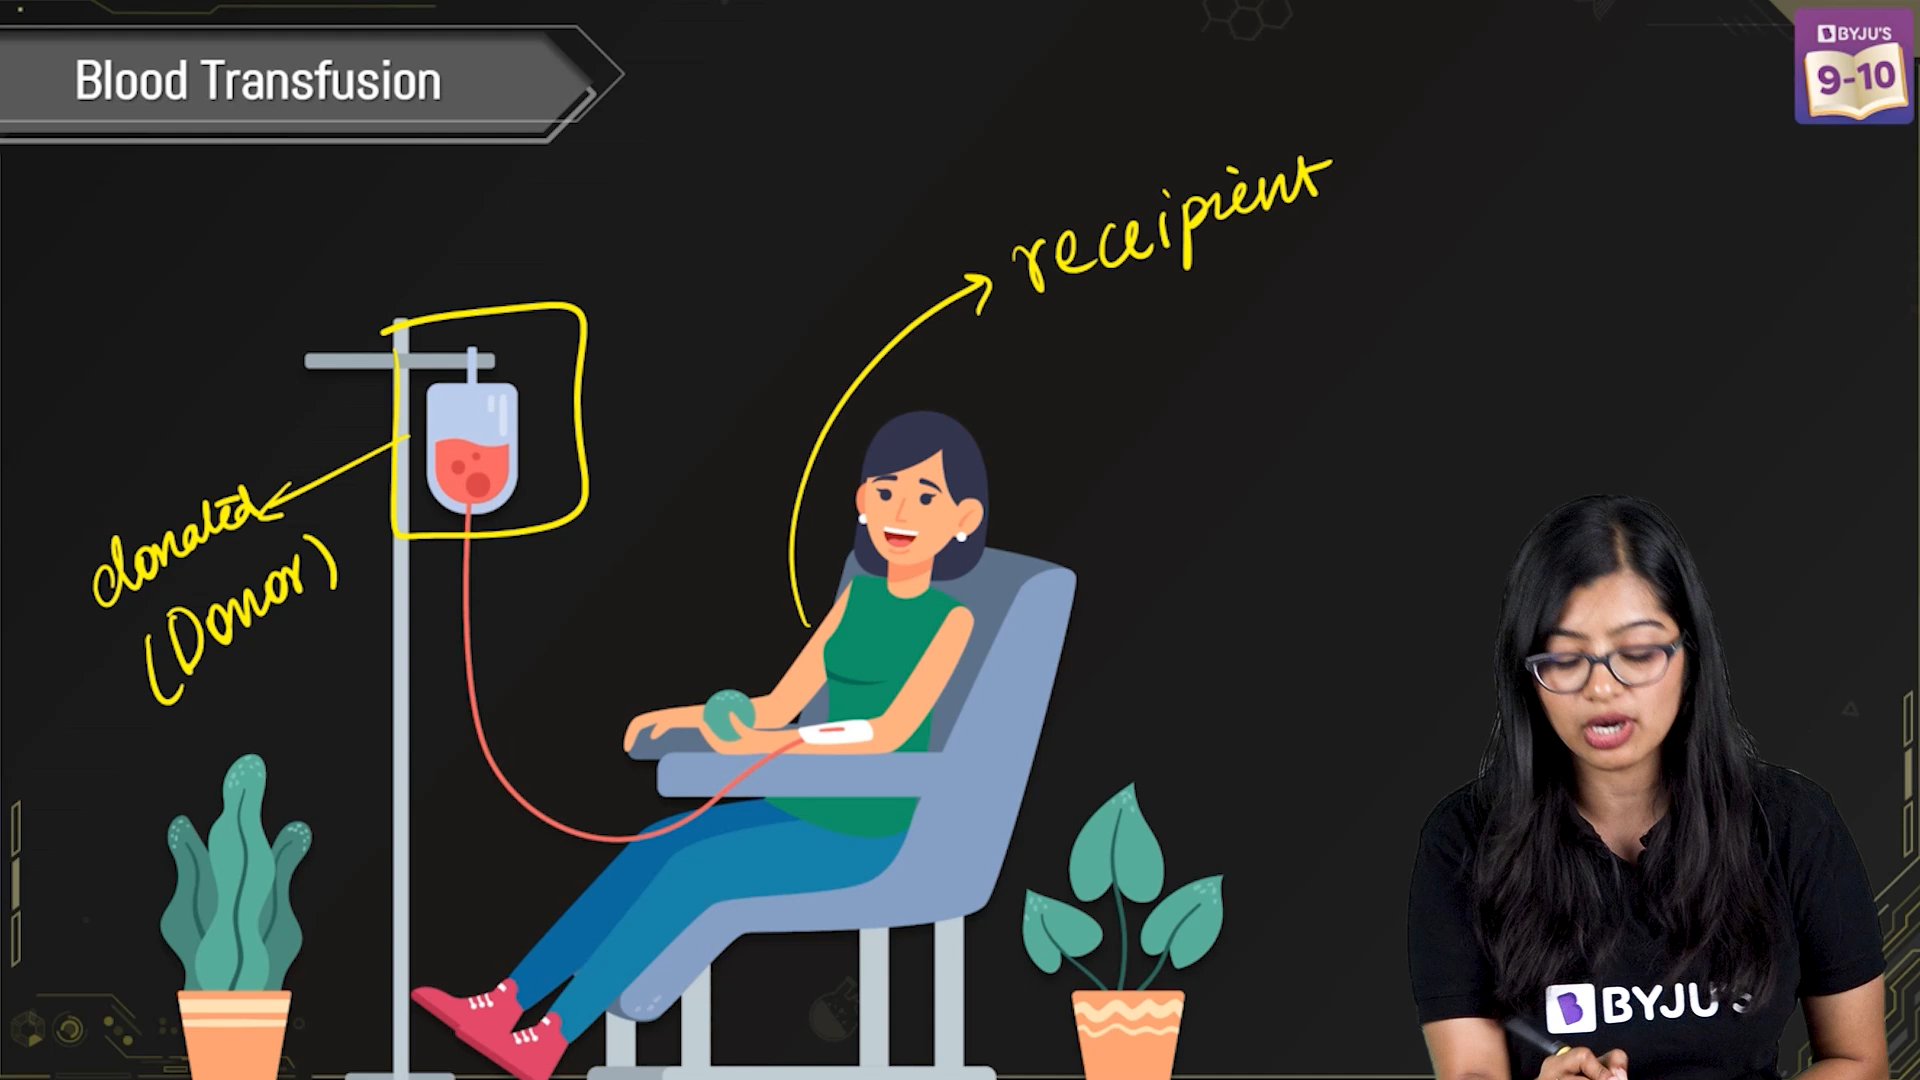 Blood Transfusion
BYJU'S
9-10
receipient
donated
(Donor)
BYJU'S